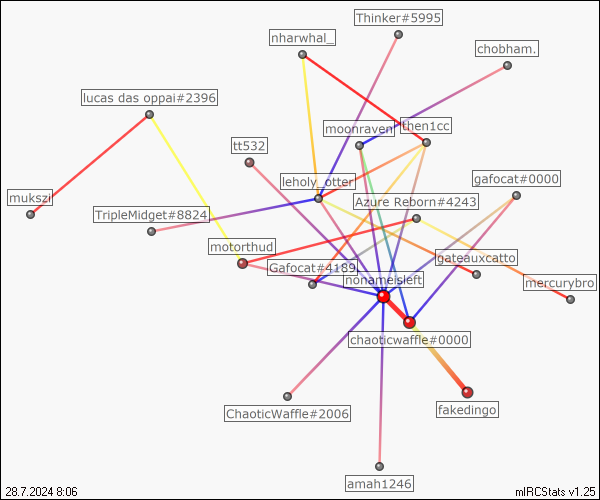 Thinker#5995
nharwhal_
chobham.
lucas das oppai#2396
moonraven
then1cc
tt532
leholy_otter
gafocat#0000
mukszi
Azure Reborn#4243
TripleMidget#8824
motorthud
gateauxcatto
Gafocat#4189
nonameisleft
mercurybro
chaoticwaffle#0000
ChaoticWaffle#2006
fakedingo
amah1246
28.7.2024 8:06
mIRCStats v1.25